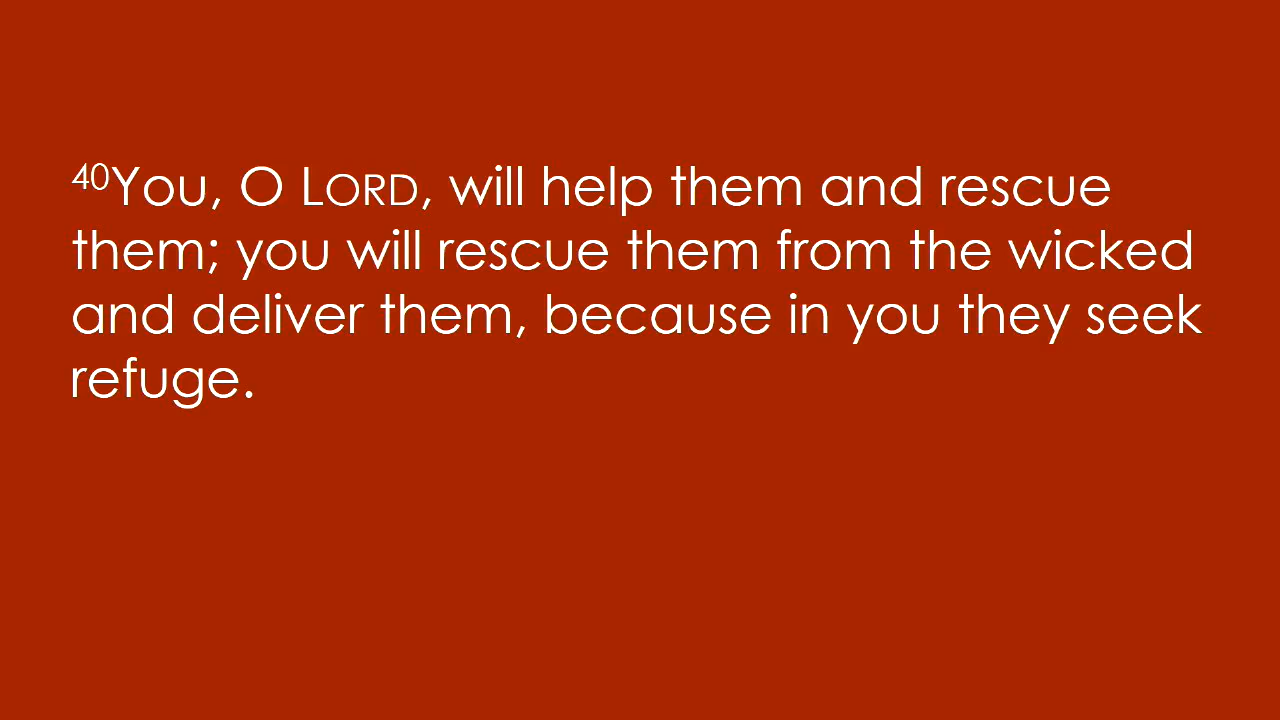 40You, O LORD, will help them and rescue
them; you will rescue them from the wicked
and deliver them, because in you they seek
refuge.